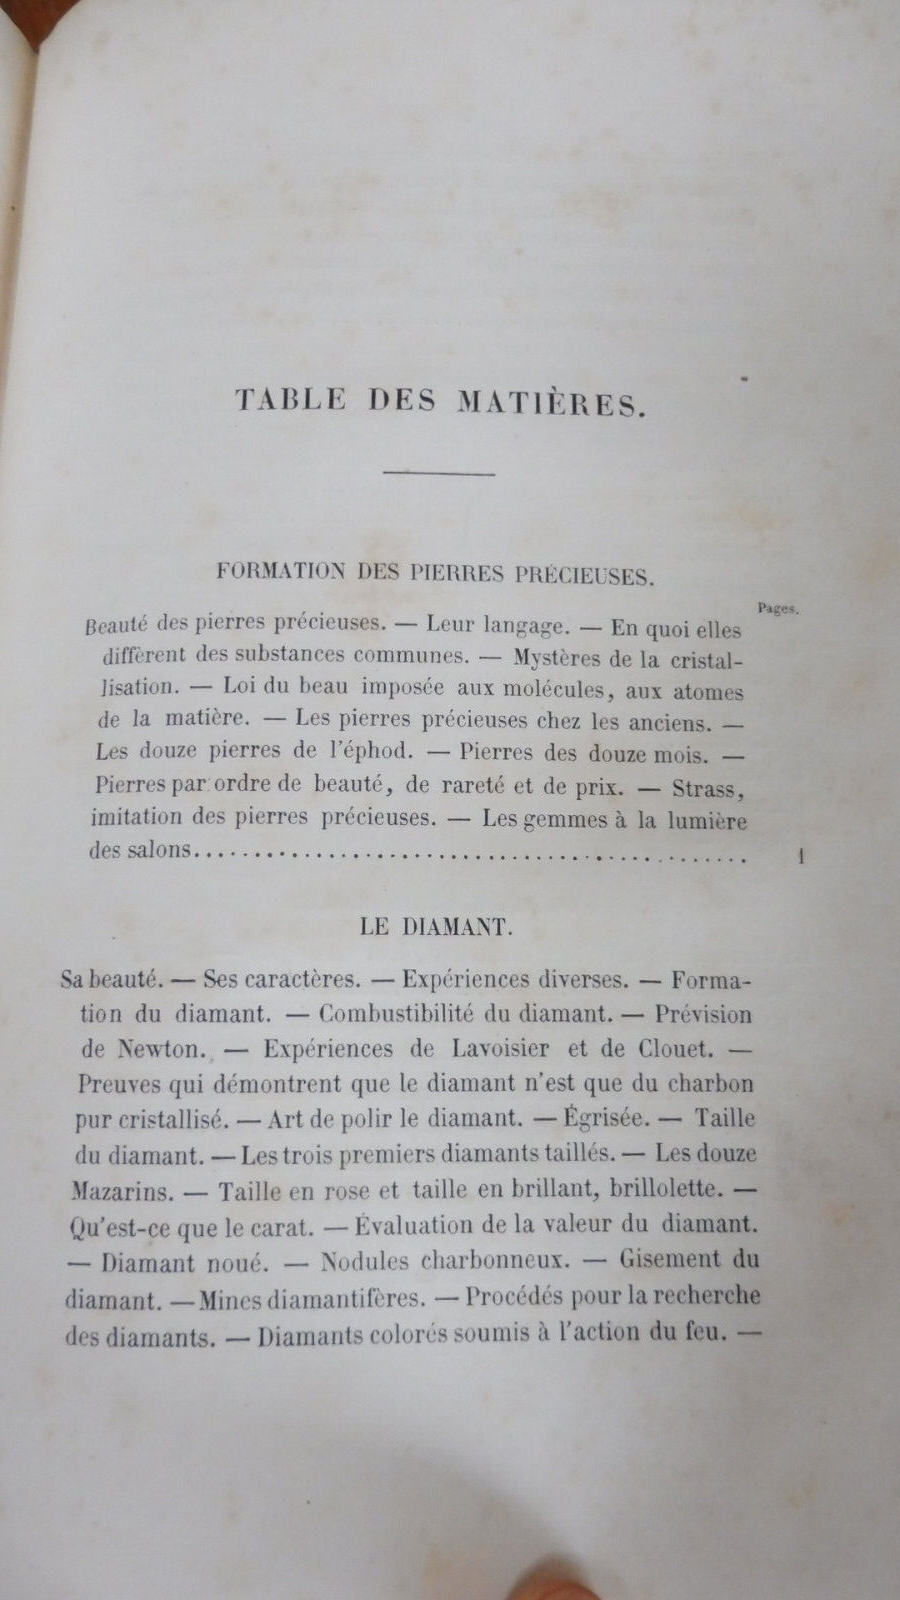 TABLE DES MATIÈRES.
FORMATION DES PIERRES PRÉCIEUSES.
Pages.
Beauté des pierres précieuses. — Leur langage. — En quoi elles
diffèrent des substances communes. — Mystères de la cristal-
lisation. — Loi du beau imposée aux molécules, aux atomes
de la matière. — Les pierres précieuses chez les anciens. —
Les douze pierres de l'éphod. — Pierres des douze mois. —
Pierres par ordre de beauté, de rareté et de prix. — Strass,
imitation des pierres précieuses. — Les gemmes à la lumière
des salons........................................ 1
LE DIAMANT.
Sa beauté. — Ses caractères. — Expériences diverses. — Forma-
tion du diamant. — Combustibilité du diamant. — Prévision
de Newton. — Expériences de Lavoisier et de Clouet. —
Preuves qui démontrent que le diamant n'est que du charbon
pur cristallisé. — Art de polir le diamant. — Égrisée. — Taille
du diamant. — Les trois premiers diamants taillés. — Les douze
Mazarins. — Taille en rose et taille en brillant, brillolette. —
Qu'est-ce que le carat. — Évaluation de la valeur du diamant.
— Diamant noué. — Nodules charbonneux. — Gisement du
diamant. — Mines diamantifères. — Procédés pour la recherche
des diamants. — Diamants colorés soumis à l'action du feu. —